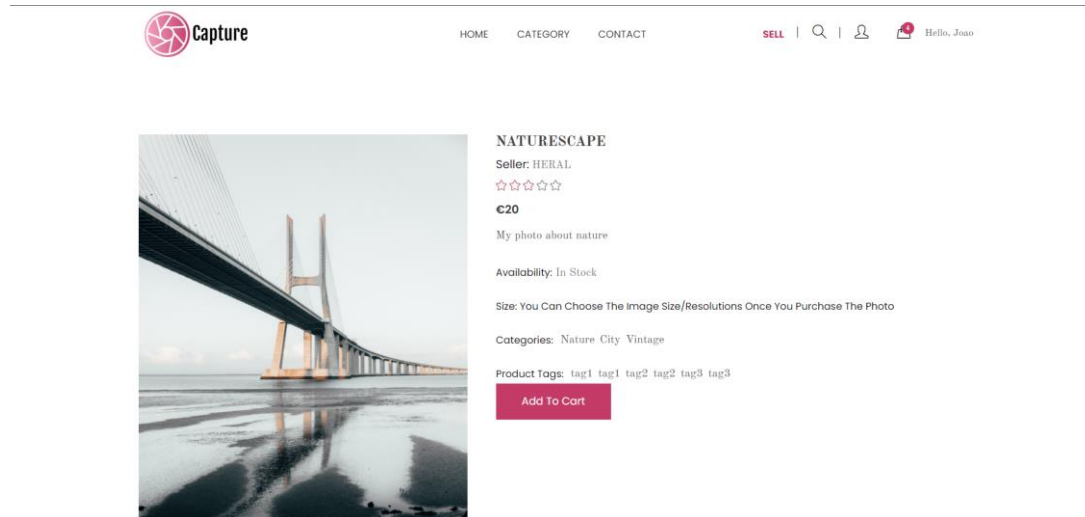 Capture
HOME CATEGORY CONTACT
SELL | | 4 Hello, Joao
NATURESCAPE
Seller: HERAL
€20
My photo about nature
Availability: In Stock
Size: You Can Choose The Image Size/Resolutions Once You Purchase The Photo
Categories: Nature City Vintage
Product Tags: tag1 tag1 tag2 tag2 tag3 tag3
Add To Cart